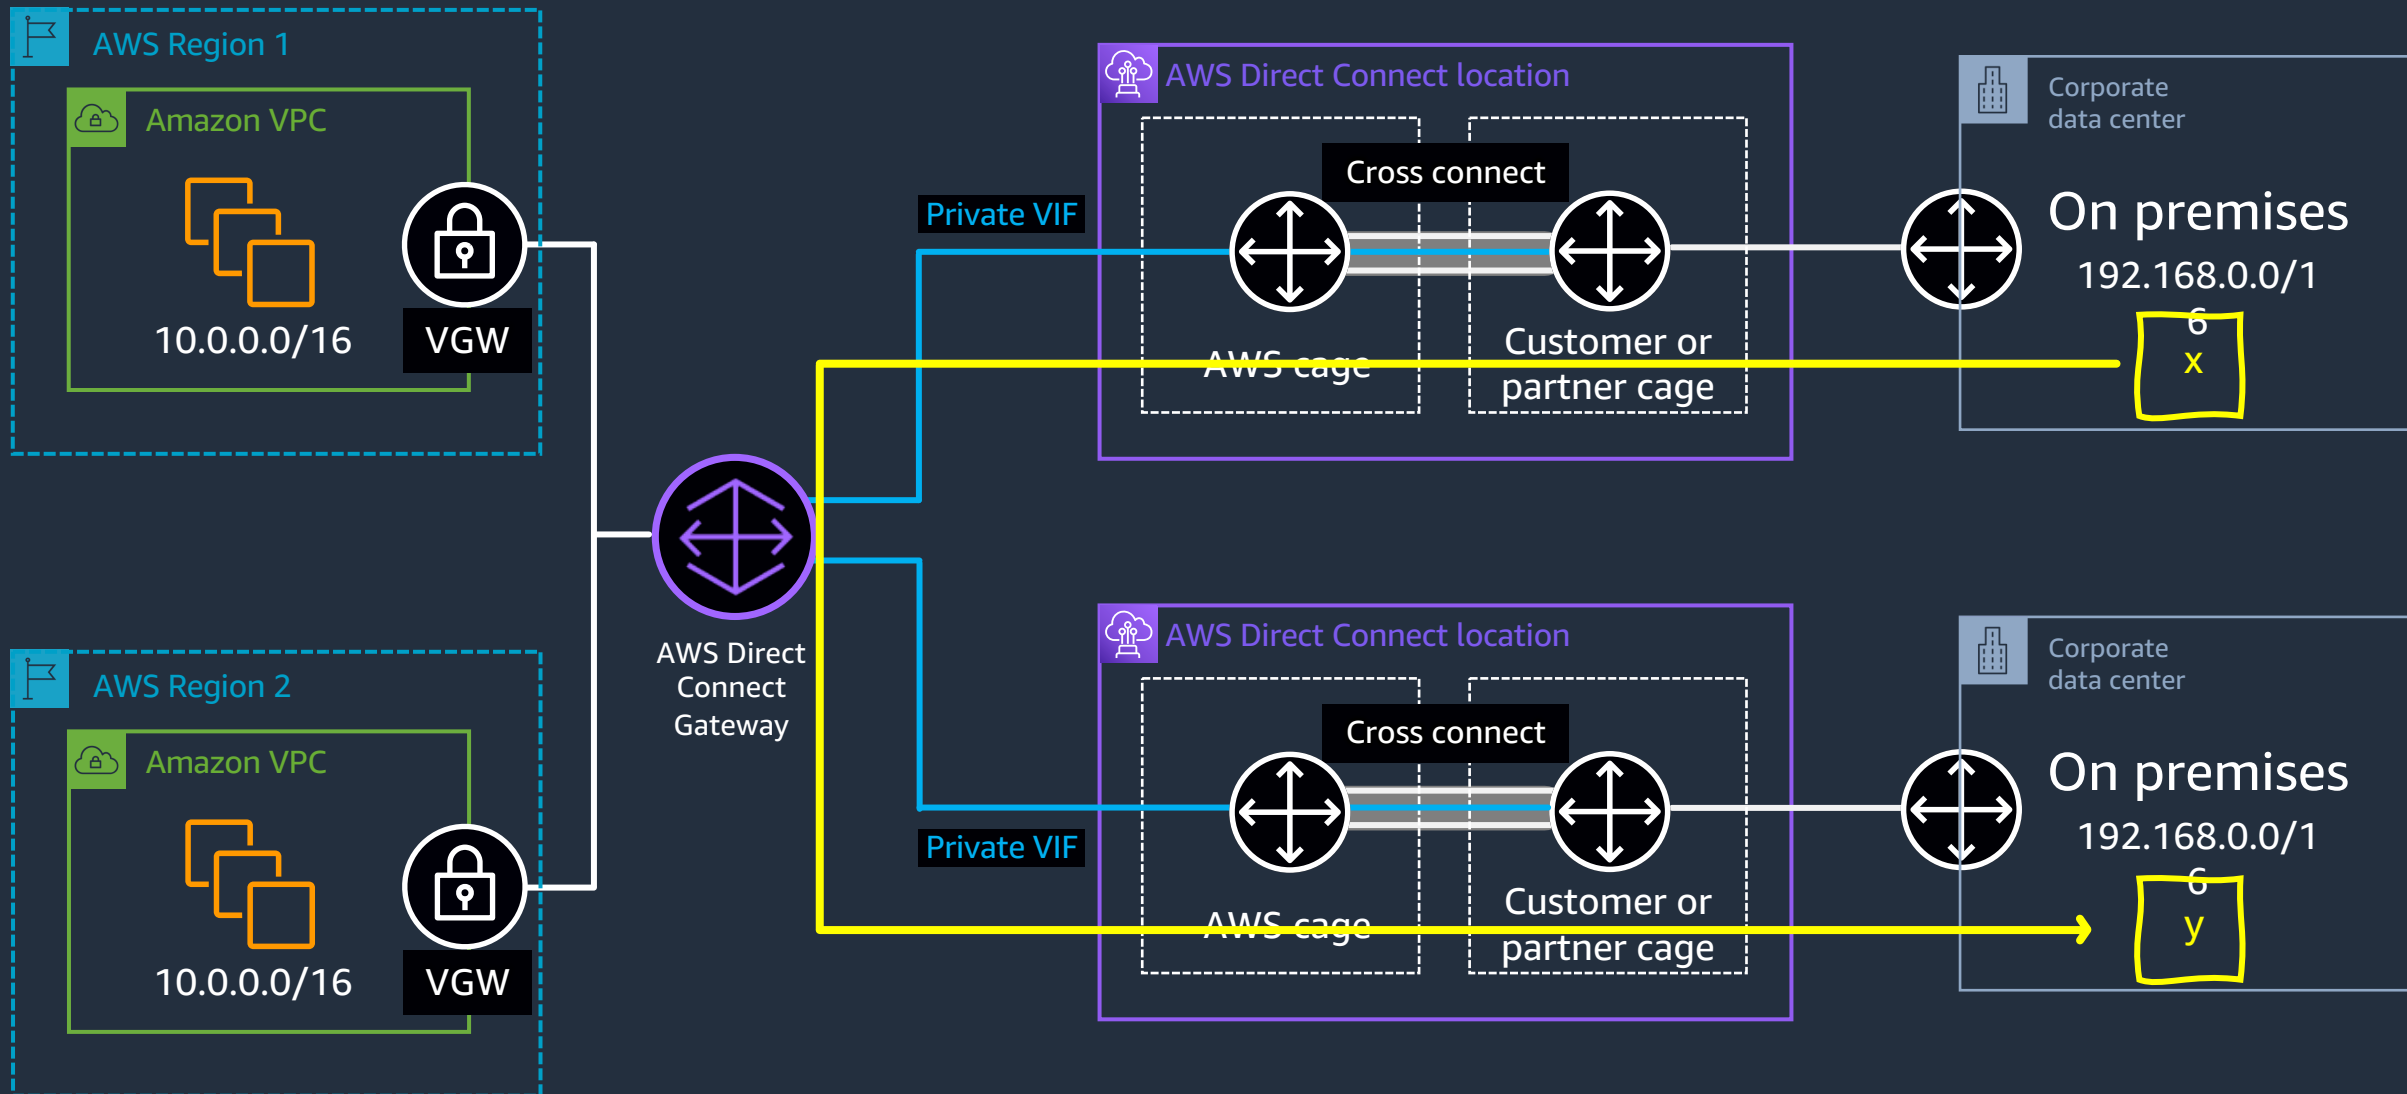 AWS Region 1
Amazon VPC
10.0.0.0/16
VGW
AWS Region 2
Amazon VPC
10.0.0.0/16
VGW
AWS Direct
Connect
Gateway
Private VIF
Private VIF
AWS Direct Connect location
Cross connect
AWS cage
Customer or
partner cage
Corporate
data center
On premises
192.168.0.0/1
6
x
AWS Direct Connect location
Cross connect
AWS cage
Customer or
partner cage
Corporate
data center
On premises
192.168.0.0/1
6
y